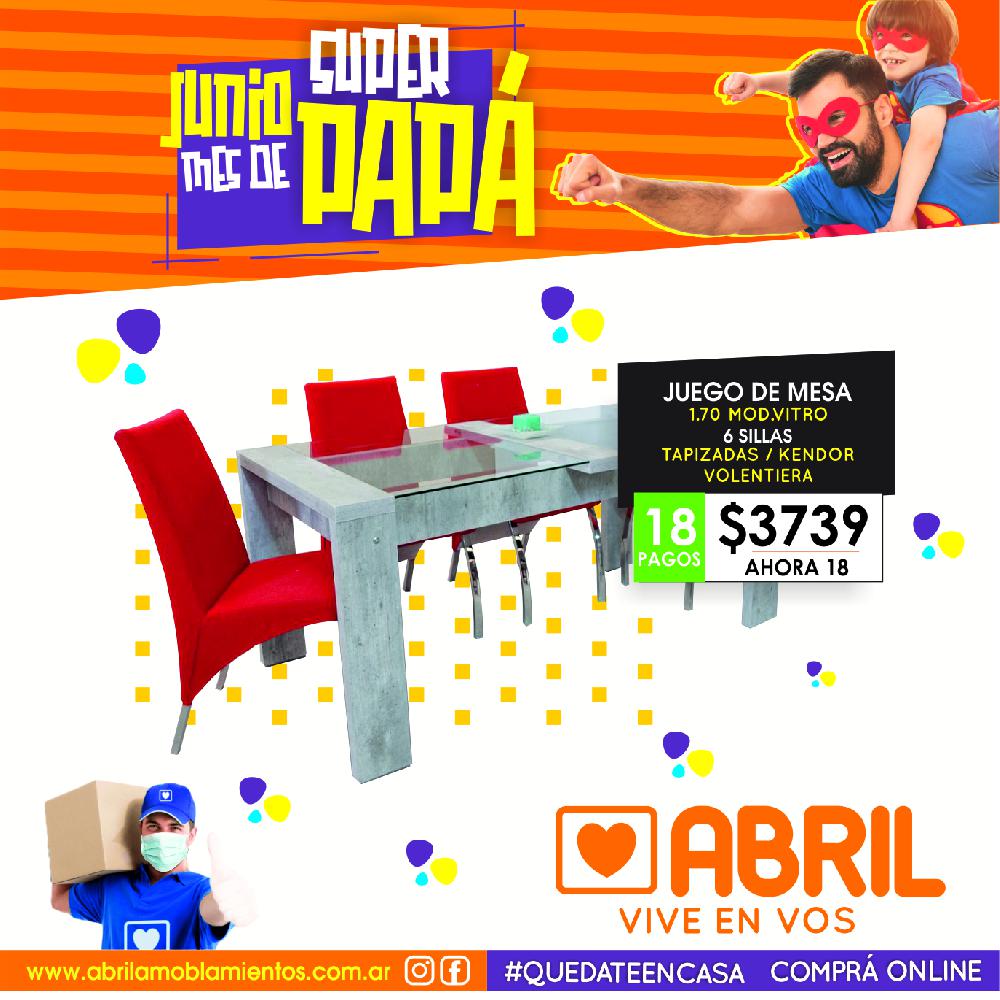 JUNIO
MES DE
SUPER
PAPÁ
JUEGO DE MESA
1.70 MOD.VITRO
6 SILLAS
TAPIZADAS / KENDOR
VOLENTIERA
18
PAGOS
$3739
AHORA 18
ABRIL
VIVE EN VOS
www.abrilamoblamientos.com.ar
#QUEDATEENCASA COMPRÁ ONLINE